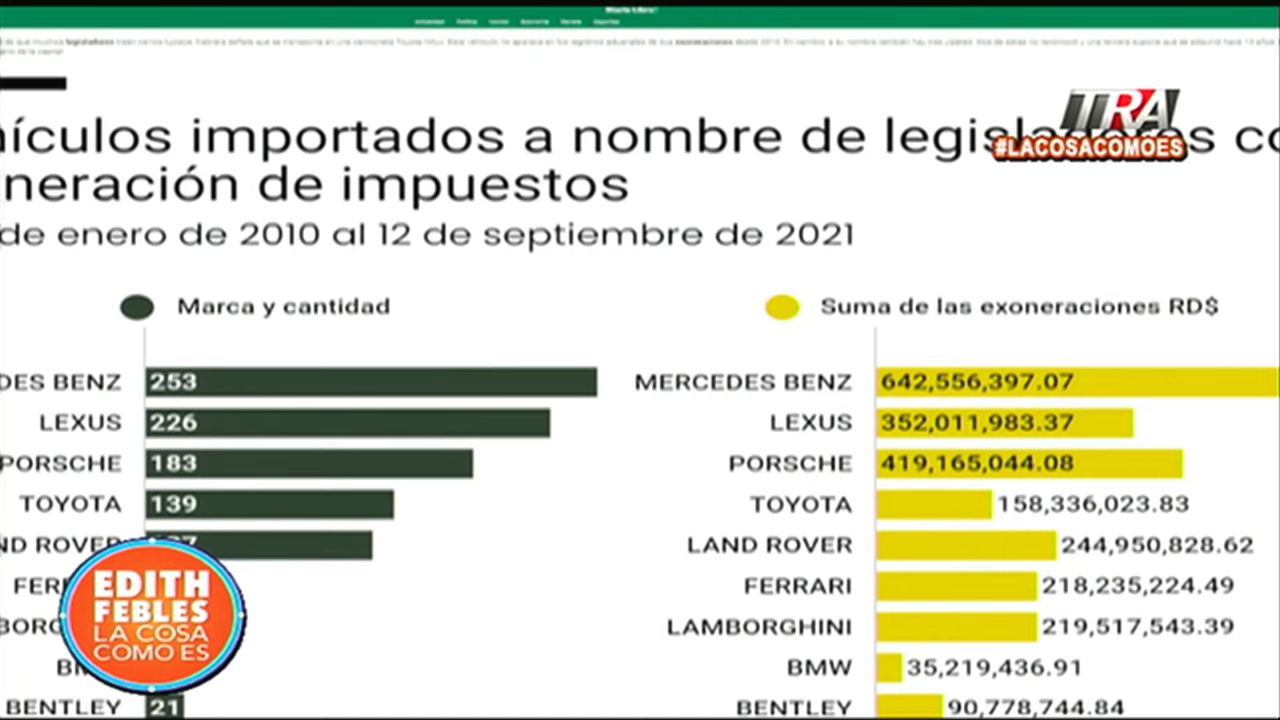 TRA
#LACOSACOMOES
hículos importados a nombre de legisladores co
neración de impuestos
de enero de 2010 al 12 de septiembre de 2021
Marca y cantidad
Suma de las exoneraciones RD$
DES BENZ 253
MERCEDES BENZ 642,556,397.07
LEXUS 226
LEXUS 352,011,983.37
PORSCHE 183
PORSCHE 419,165,044.08
TOYOTA 139
TOYOTA 158,336,023.83
ND ROVER
LAND ROVER 244,950,828.62
FER
FERRARI 218,235,224.49
BORG
LAMBORGHINI 219,517,543.39
BM
BMW 35,219,436.91
BENTLEY 21
BENTLEY 90,778,744.84
EDITH
FEBLES
LA COSA
COMO ES